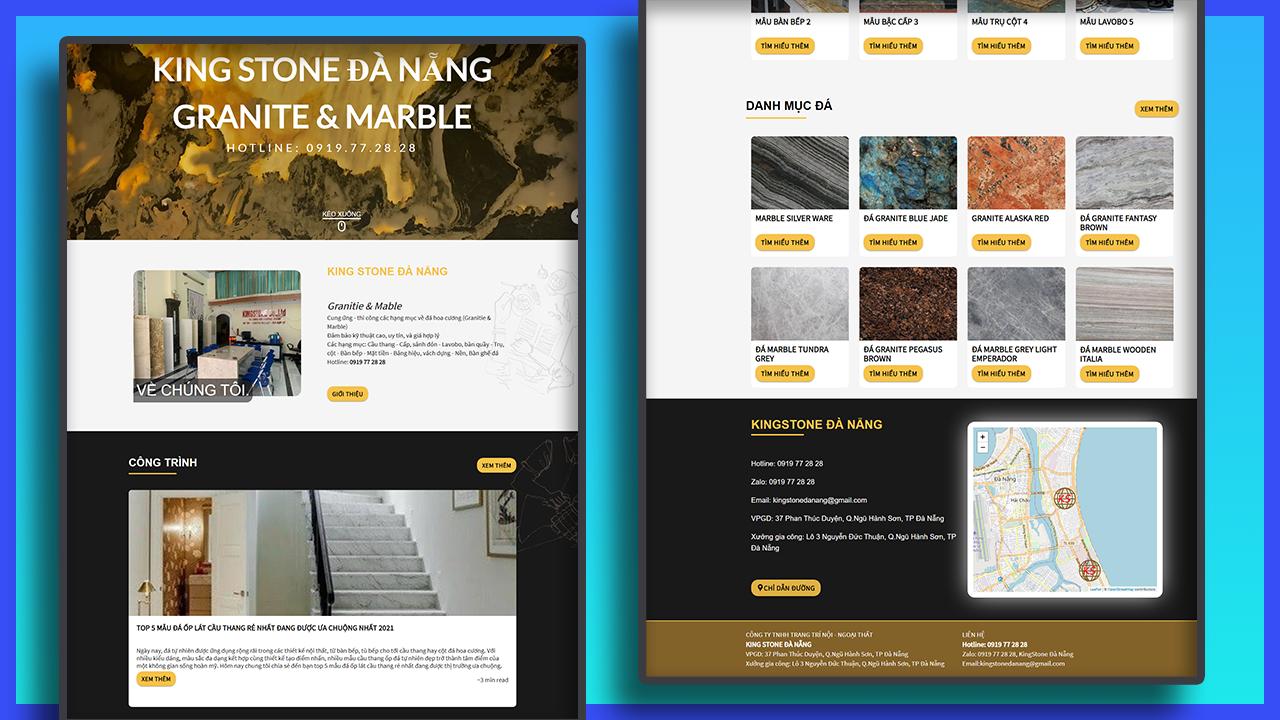 KING STONE ĐÀ NẴNG
GRANITE & MARBLE
HOTLINE: 0919.77.28.28
KÉO XUỐNG
KING STONE ĐÀ NẴNG
Granitie & Mable
Cung ứng - thi công các hạng mục về đá hoa cương (Granitie &
Marble)
Đảm bảo kỹ thuật cao, uy tín, và giá hợp lý
Các hạng mục: Cầu thang - Cấp, sảnh đón - Lavobo, bàn quầy - Trụ,
cột - Bàn bếp - Mặt tiền - Bảng hiệu, vách dựng - Nền, Bàn ghế đá
Hotline: 0919 77 28 28
VỀ CHÚNG TÔI.
GIỚI THIỆU
CÔNG TRÌNH
XEM THÊM
TOP 5 MẪU ĐÁ ỐP LÁT CẦU THANG RẺ NHẤT ĐANG ĐƯỢC ƯA CHUỘNG NHẤT 2021
Ngày nay, đá tự nhiên được ứng dụng rộng rãi trong các thiết kế nội thất, từ bàn bếp, tủ bếp cho tới cầu thang hay cột đá hoa cương. Với
nhiều kiểu dáng, màu sắc đa dạng kết hợp cùng thiết kế tạo điểm nhấn, nhiều mẫu cầu thang ốp đá tự nhiên đẹp trở thành tâm điểm của
một không gian sống hoàn mỹ. Hôm nay chúng tôi chia sẻ đến bạn top 5 mẫu đá ốp lát cầu thang rẻ nhất đang được thị trường ưa chuộng.
XEM THÊM
~3 min read
MẪU BÀN BẾP 2
MẪU BẬC CẤP 3
MẪU TRỤ CỘT 4
MẪU LAVOBO 5
TÌM HIỂU THÊM
TÌM HIỂU THÊM
TÌM HIỂU THÊM
TÌM HIỂU THÊM
DANH MỤC ĐÁ
XEM THÊM
MARBLE SILVER WARE
ĐÁ GRANITE BLUE JADE
GRANITE ALASKA RED
ĐÁ GRANITE FANTASY
BROWN
TÌM HIỂU THÊM
TÌM HIỂU THÊM
TÌM HIỂU THÊM
TÌM HIỂU THÊM
ĐÁ MARBLE TUNDRA
GREY
ĐÁ GRANITE PEGASUS
BROWN
ĐÁ MARBLE GREY LIGHT
EMPERADOR
ĐÁ MARBLE WOODEN
ITALIA
TÌM HIỂU THÊM
TÌM HIỂU THÊM
TÌM HIỂU THÊM
TÌM HIỂU THÊM
KINGSTONE ĐÀ NẴNG
Hotline: 0919 77 28 28
Zalo: 0919 77 28 28
Email: kingstonedanang@gmail.com
VPGD: 37 Phan Thúc Duyện, Q.Ngũ Hành Sơn, TP Đà Nẵng
Xưởng gia công: Lô 3 Nguyễn Đức Thuận, Q.Ngũ Hành Sơn, TP
Đà Nẵng
CHỈ DẪN ĐƯỜNG
+
−
Đà Nẵng
Hải Châu
KS
KS
Leaflet | © OpenStreetMap contributors
CÔNG TY TNHH TRANG TRÍ NỘI - NGOẠI THẤT
KING STONE ĐÀ NẴNG
VPGD: 37 Phan Thúc Duyện, Q.Ngũ Hành Sơn, TP Đà Nẵng
Xưởng gia công: Lô 3 Nguyễn Đức Thuận, Q.Ngũ Hành Sơn, TP Đà Nẵng
LIÊN HỆ
Hotline: 0919 77 28 28
Zalo: 0919 77 28 28, KingStone Đà Nẵng
Email:kingstonedanang@gmail.com